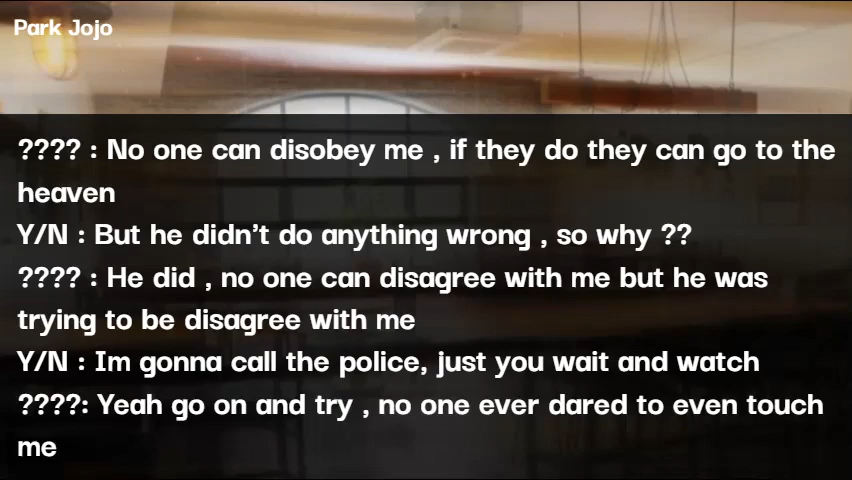 Park Jojo
???? : No one can disobey me , if they do they can go to the
heaven
Y/N : But he didn't do anything wrong , so why ??
???? : He did , no one can disagree with me but he was
trying to be disagree with me
Y/N : Im gonna call the police, just you wait and watch
????: Yeah go on and try , no one ever dared to even touch
me